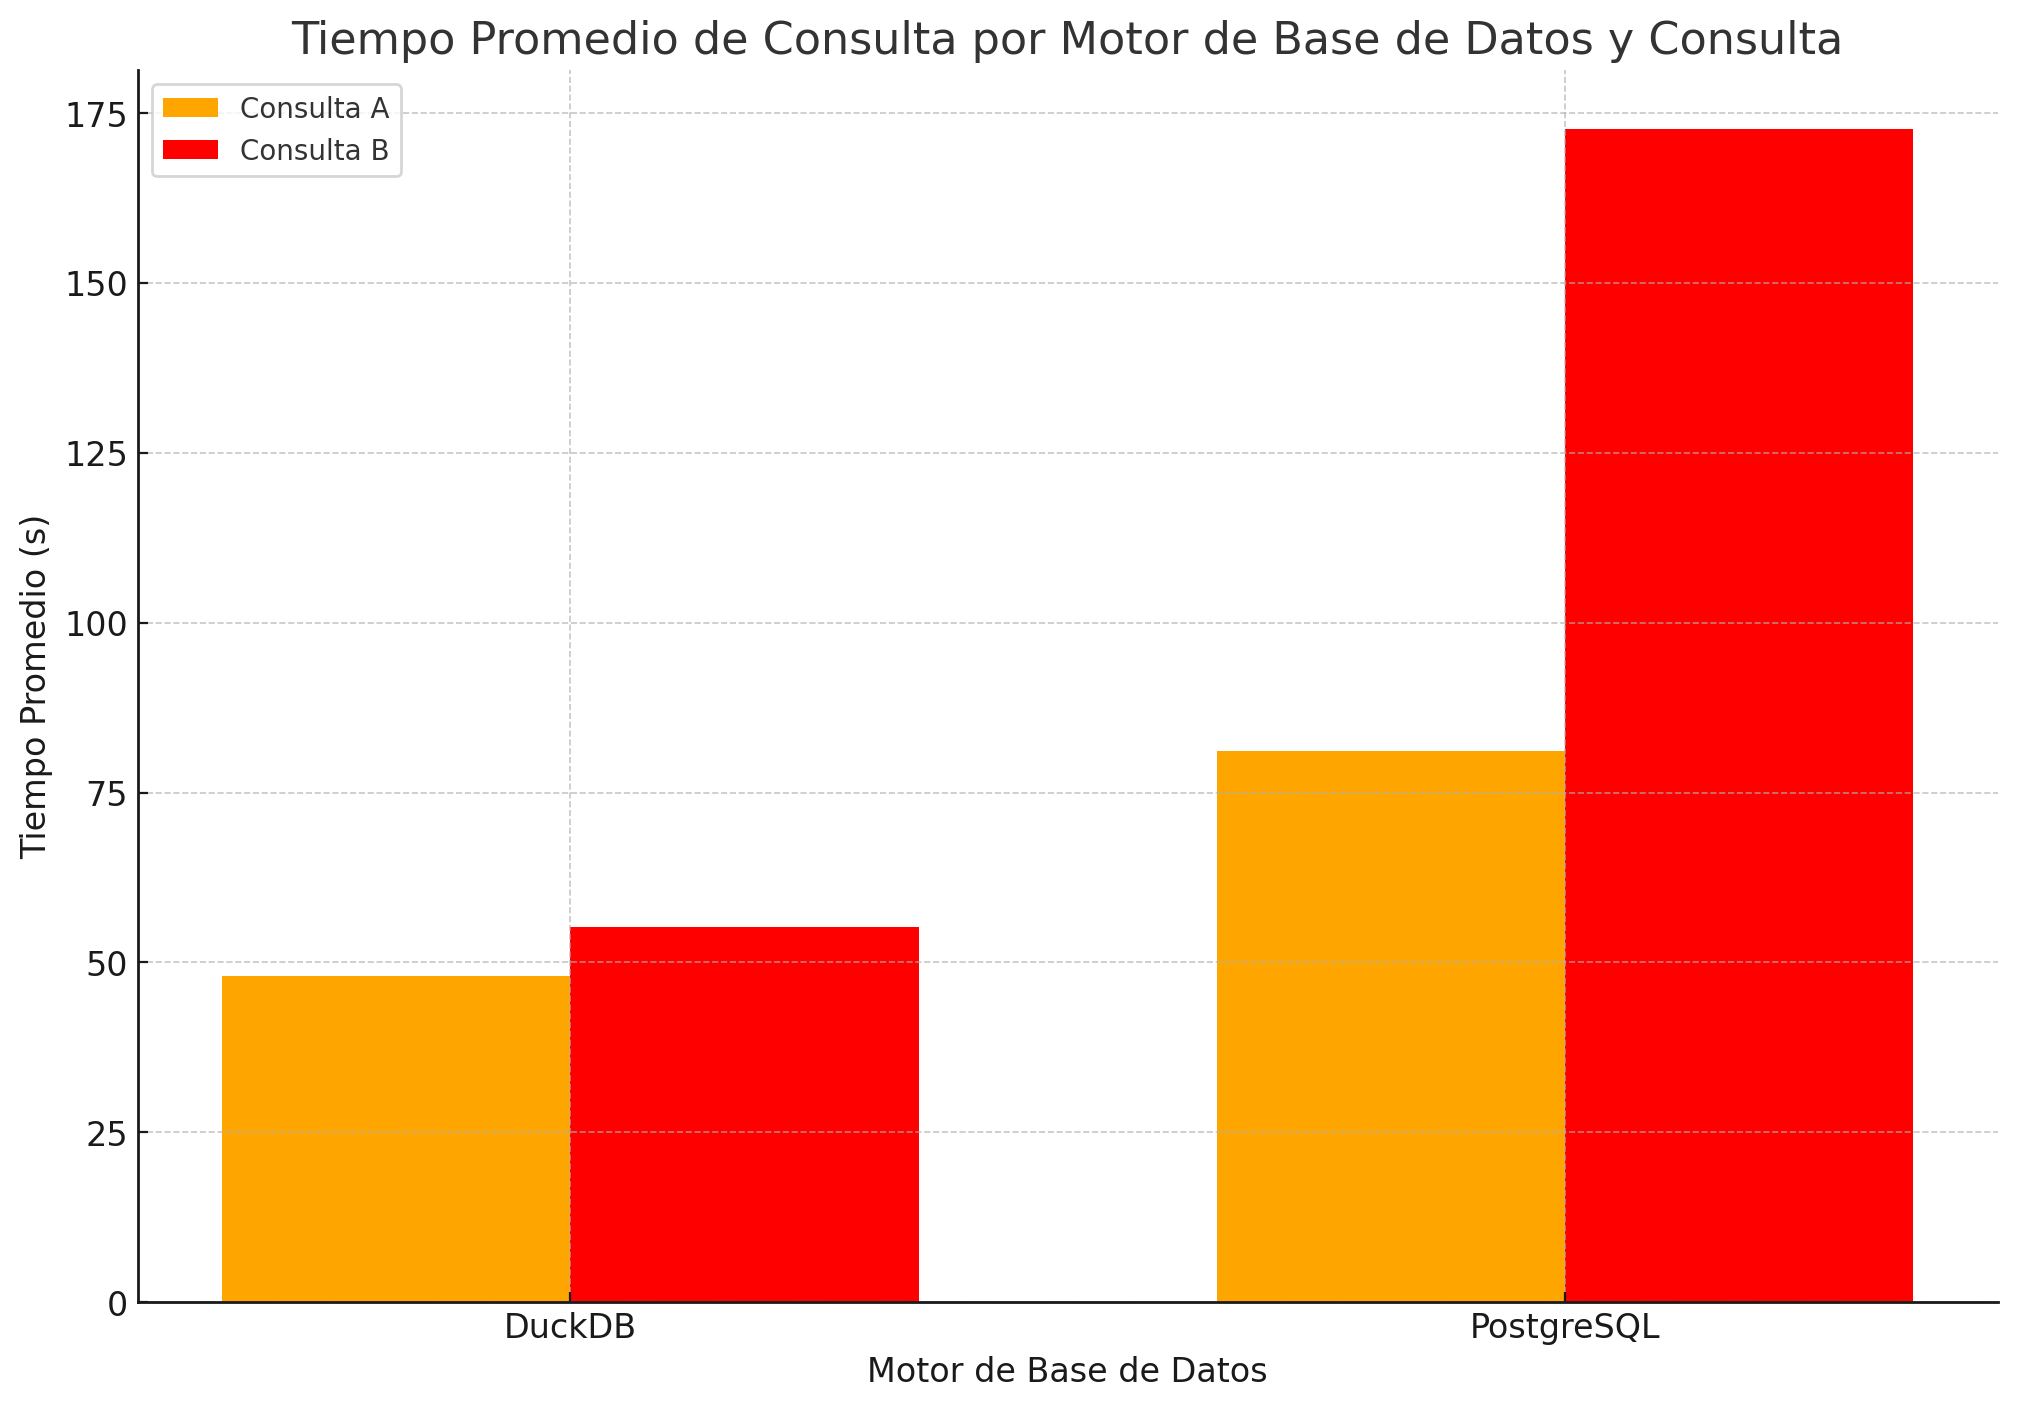 Tiempo Promedio de Consulta por Motor de Base de Datos y Consulta
Consulta A
Consulta B
175
150
125
100
75
50
25
0
Tiempo Promedio (s)
DuckDB
PostgreSQL
Motor de Base de Datos